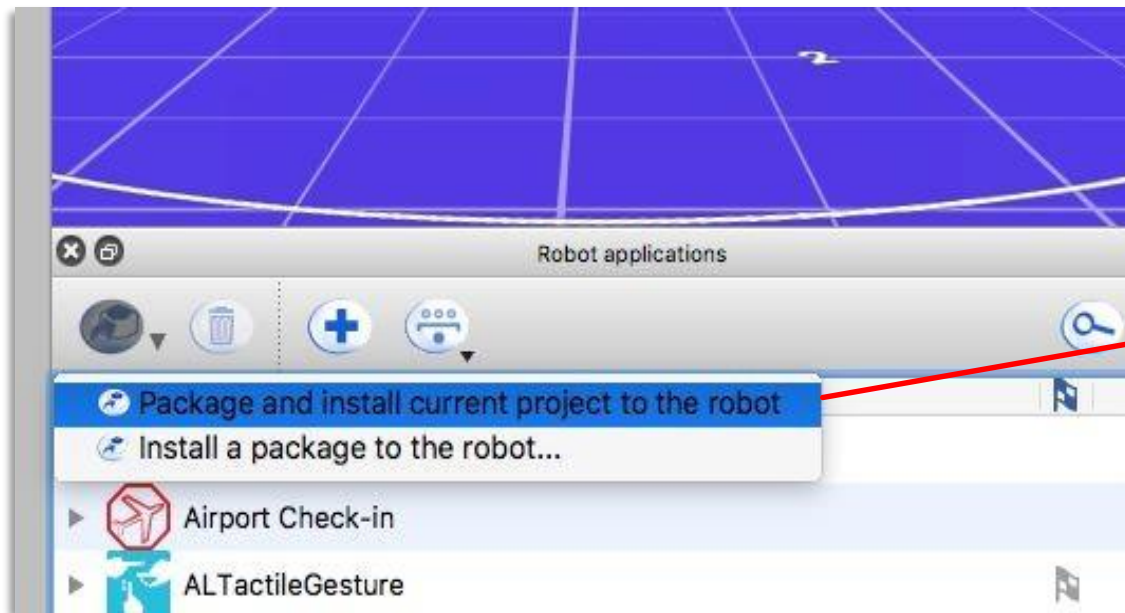 2
Robot applications
Package and install current project to the robot
Install a package to the robot...
Airport Check-in
ALTactileGesture